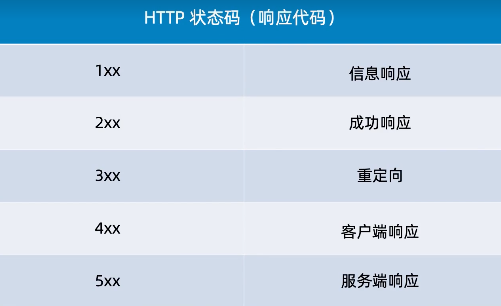 HTTP 状态码（响应代码）
1xx 信息响应
2xx 成功响应
3xx 重定向
4xx 客户端响应
5xx 服务端响应